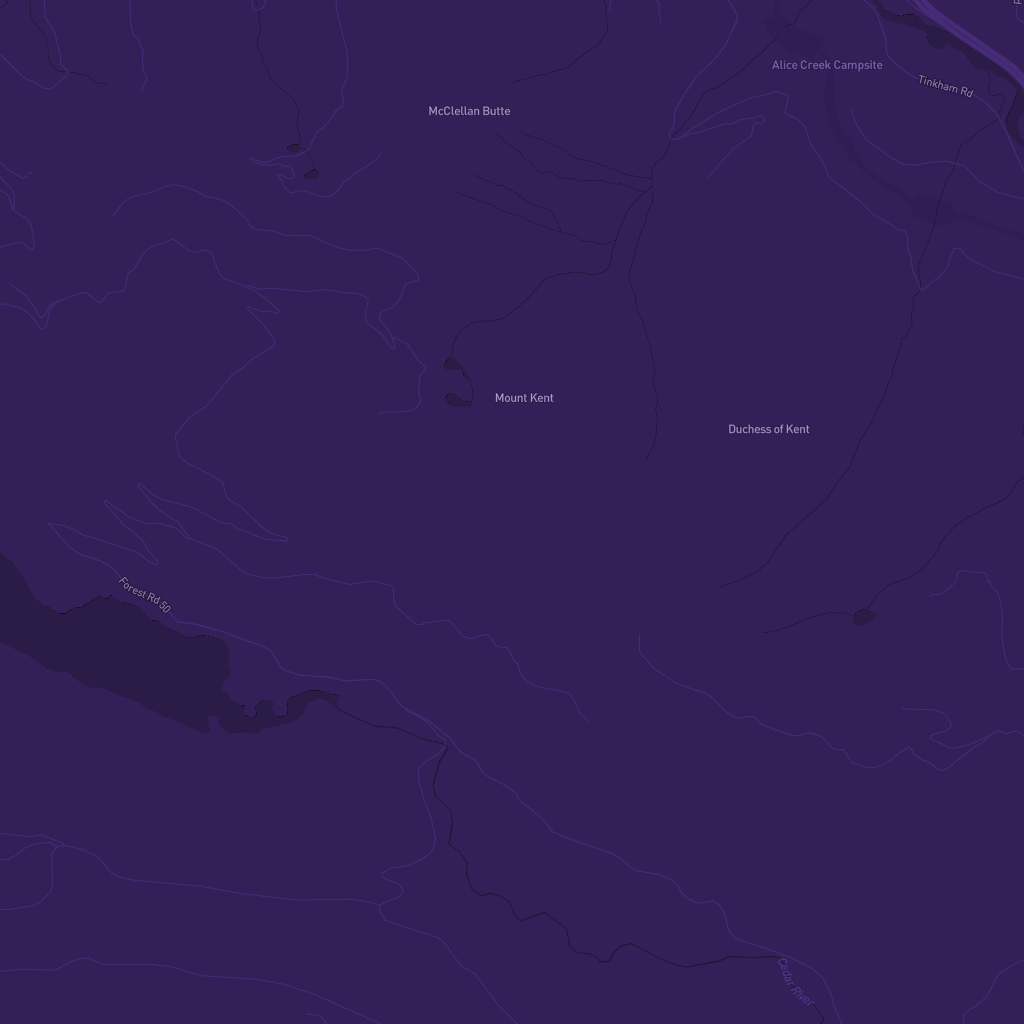 Alice Creek Campsite
Tinkham Rd
McClellan Butte
Mount Kent
Duchess of Kent
Forest Rd 50
Cedar River